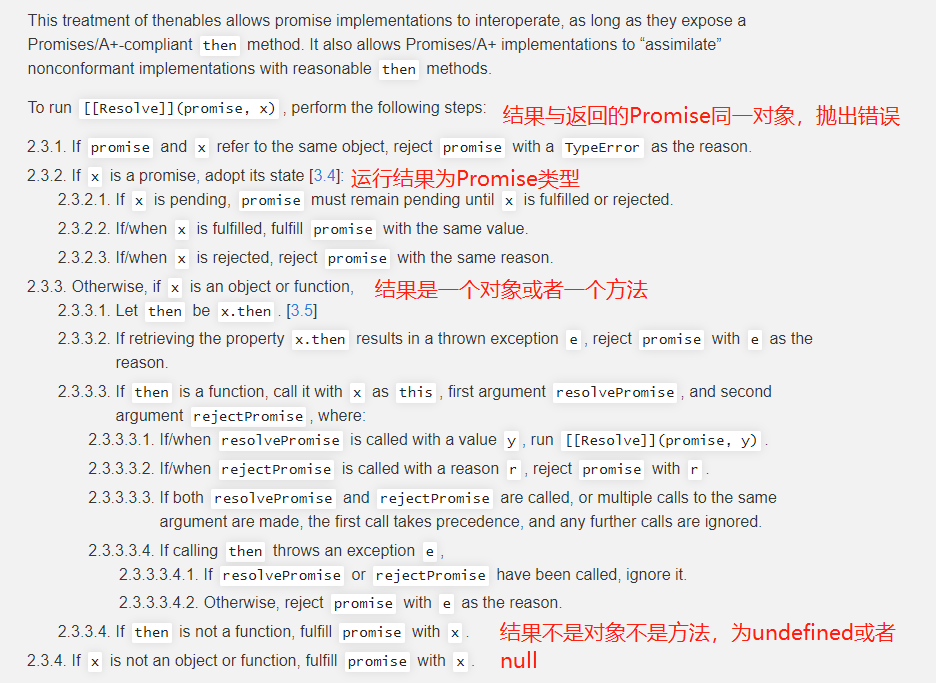 This treatment of thenables allows promise implementations to interoperate, as long as they expose a
Promises/A+-compliant then method. It also allows Promises/A+ implementations to “assimilate”
nonconformant implementations with reasonable then methods.
To run [[Resolve]](promise, x), perform the following steps: 结果与返回的Promise同一对象，抛出错误
2.3.1. If promise and x refer to the same object, reject promise with a TypeError as the reason.
2.3.2. If x is a promise, adopt its state [3.4]: 运行结果为Promise类型
2.3.2.1. If x is pending, promise must remain pending until x is fulfilled or rejected.
2.3.2.2. If/when x is fulfilled, fulfill promise with the same value.
2.3.2.3. If/when x is rejected, reject promise with the same reason.
2.3.3. Otherwise, if x is an object or function, 结果是一个对象或者一个方法
2.3.3.1. Let then be x.then. [3.5]
2.3.3.2. If retrieving the property x.then results in a thrown exception e, reject promise with e as the
reason.
2.3.3.3. If then is a function, call it with x as this, first argument resolvePromise, and second
argument rejectPromise, where:
2.3.3.3.1. If/when resolvePromise is called with a value y, run [[Resolve]](promise, y).
2.3.3.3.2. If/when rejectPromise is called with a reason r, reject promise with r.
2.3.3.3.3. If both resolvePromise and rejectPromise are called, or multiple calls to the same
argument are made, the first call takes precedence, and any further calls are ignored.
2.3.3.3.4. If calling then throws an exception e,
2.3.3.3.4.1. If resolvePromise or rejectPromise have been called, ignore it.
2.3.3.3.4.2. Otherwise, reject promise with e as the reason.
2.3.3.4. If then is not a function, fulfill promise with x. 结果不是对象不是方法，为undefined或者
null
2.3.4. If x is not an object or function, fulfill promise with x.